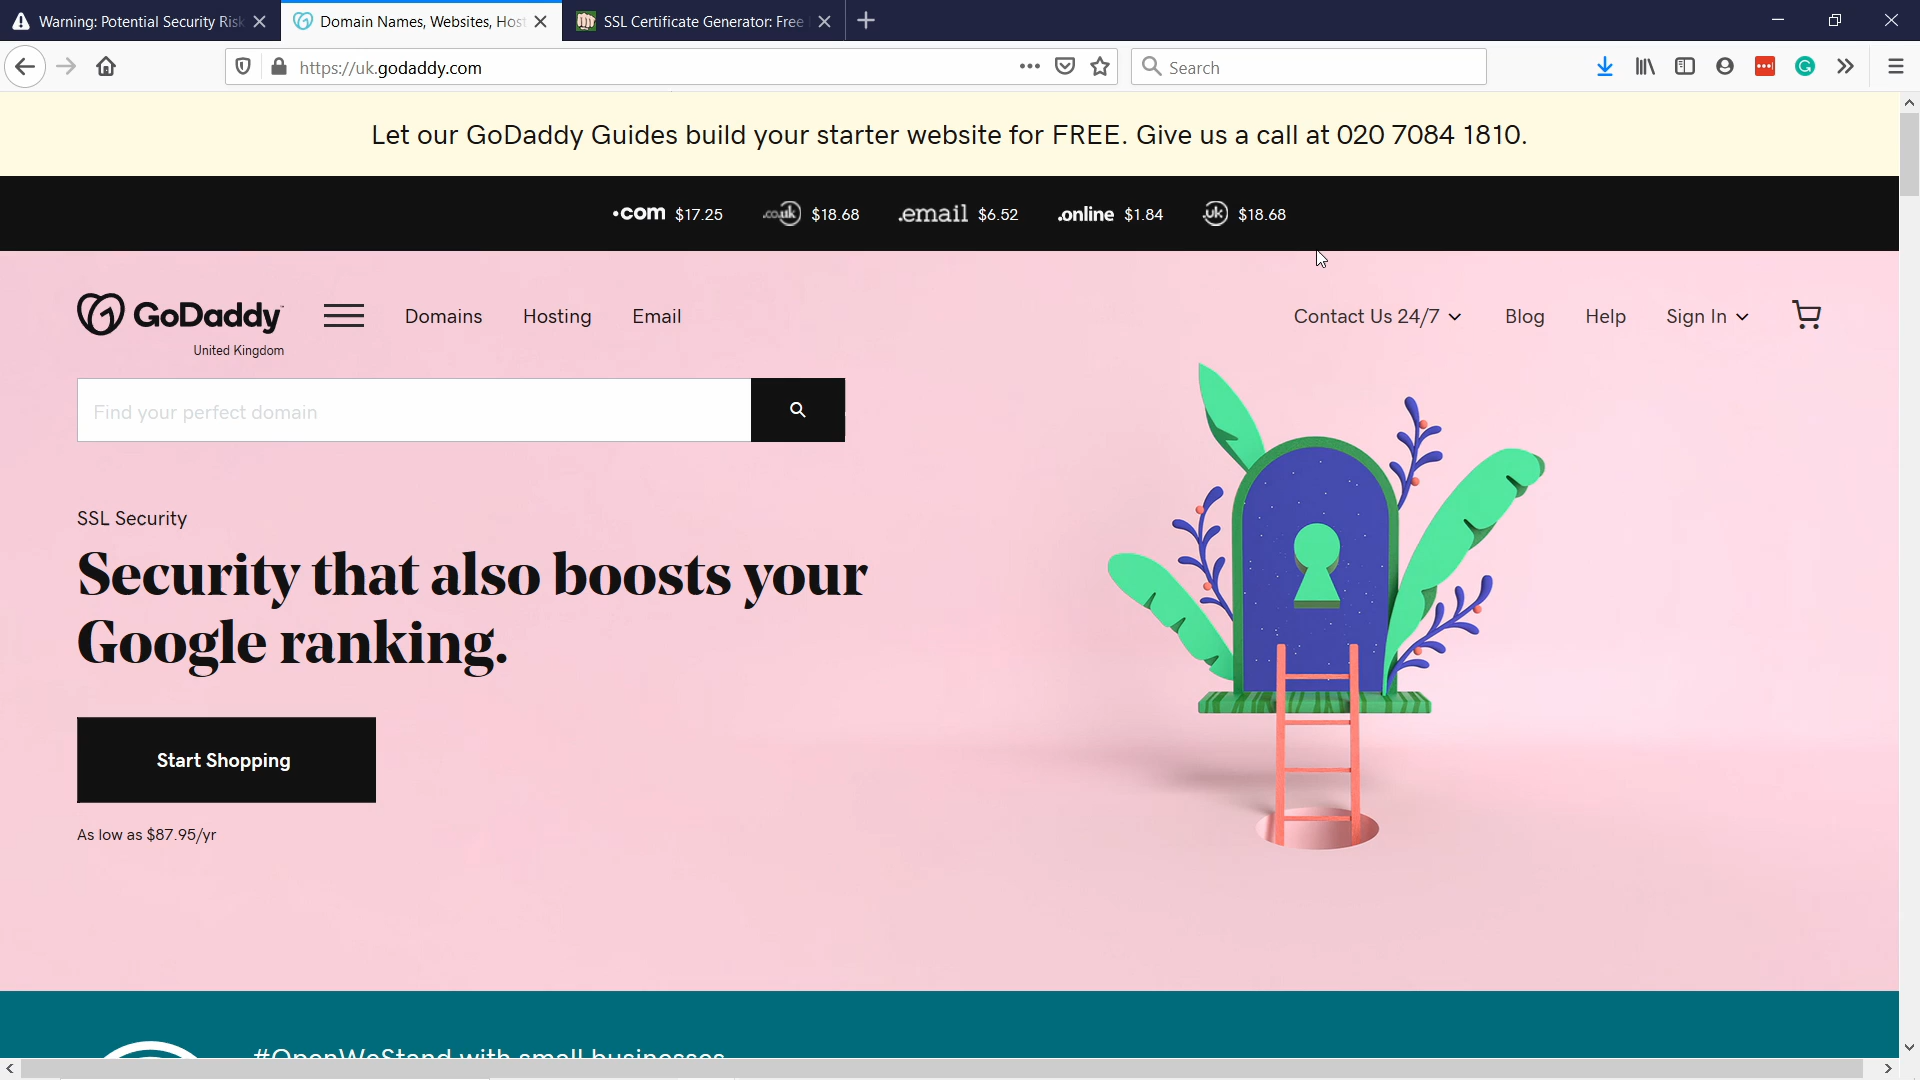 Warning: Potential Security Risk
Domain Names, Websites, Host
SSL Certificate Generator: Free
https://uk.godaddy.com
Search
Let our GoDaddy Guides build your starter website for FREE. Give us a call at 020 7084 1810.
.com $17.25 .co.uk $18.68 .email $6.52 .online $1.84 .uk $18.68
GoDaddy
United Kingdom
Domains Hosting Email
Contact Us 24/7 Blog Help Sign In
Find your perfect domain
SSL Security
Security that also boosts your
Google ranking.
Start Shopping
As low as $87.95/yr
#OpenWeStand with small businesses